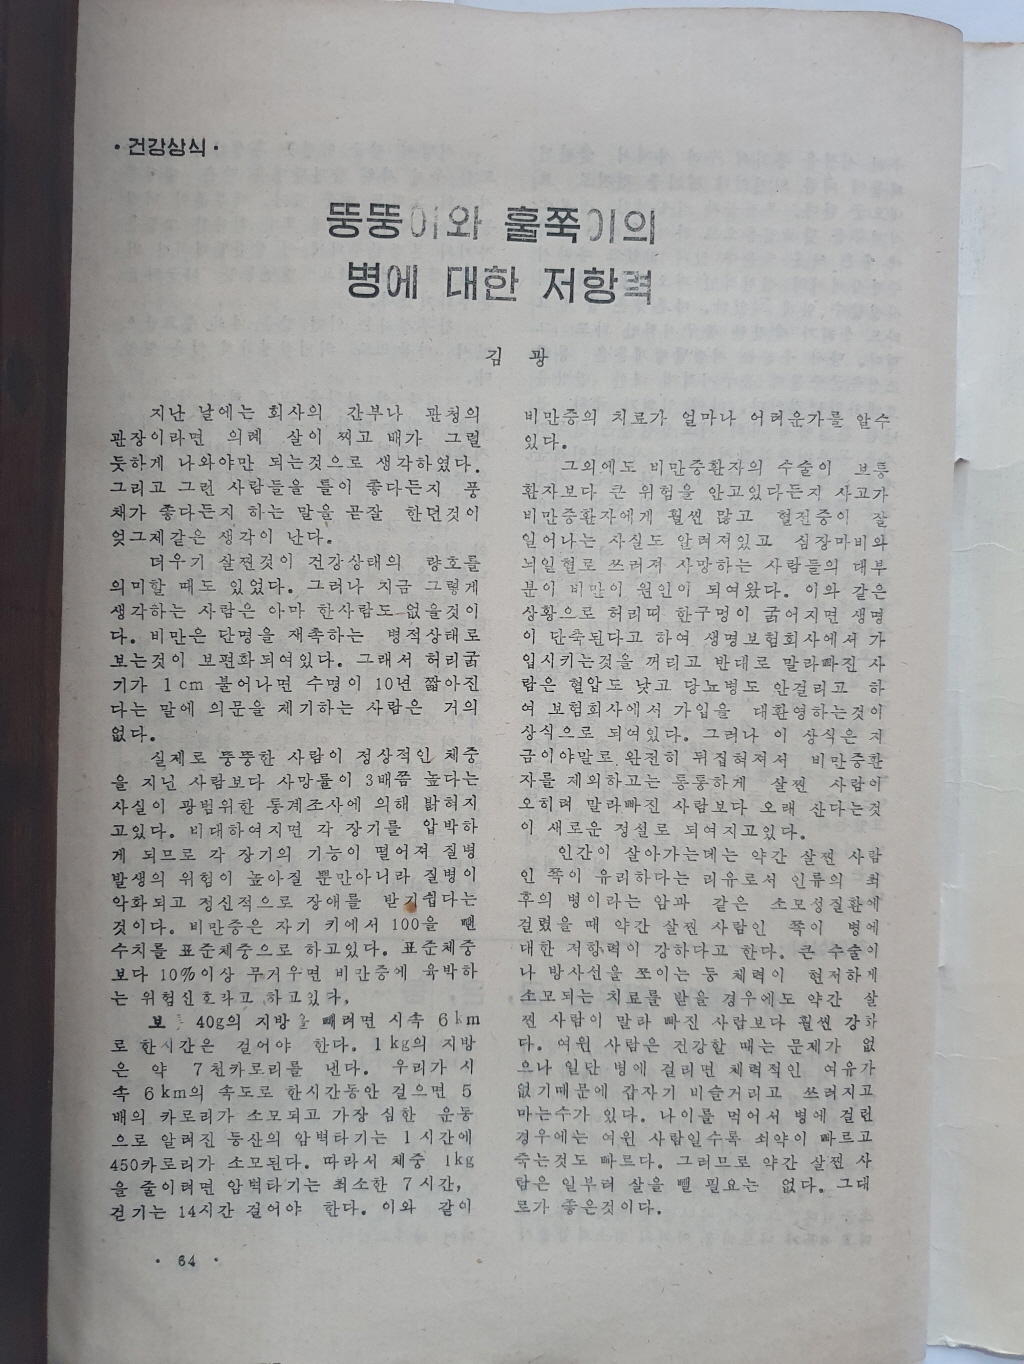 ·건강상식·
뚱뚱이와 훌쭉이의
병에 대한 저항력
김 광
지난 날에는 회사의 간부나 관청의
관장이라면 의례 살이 찌고 배가 그럴
듯하게 나와야만 되는것으로 생각하였다.
그리고 그런 사람들을 틀이 좋다든지 풍
채가 좋다든지 하는 말을 곧잘 한던것이
엊그제같은 생각이 난다.
더우기 살찐것이 건강상태의 량호를
의미할 때도 있었다. 그러나 지금 그렇게
생각하는 사람은 아마 한사람도 없을것이
다. 비만은 단명을 재촉하는 병적상태로
보는것이 보편화되여있다. 그래서 허리굵
기가 1cm 불어나면 수명이 10년 짧아진
다는 말에 의문을 제기하는 사람은 거의
없다.
실제로 뚱뚱한 사람이 정상적인 체중
을 지닌 사람보다 사망률이 3배쯤 높다는
사실이 광범위한 통계조사에 의해 밝혀지
고있다. 비대하여지면 각 장기를 압박하
게 되므로 각 장기의 기능이 떨어져 질병
발생의 위험이 높아질 뿐만아니라 질병이
악화되고 정신적으로 장애를 받기쉽다는
것이다. 비만증은 자기 키에서 100을 뺀
수치를 표준체중으로 하고있다. 표준체중
보다 10%이상 무거우면 비만증에 육박하
는 위험신호라고 하고있다,
보통 40g의 지방을 빼려면 시속 6km
로 한시간은 걸어야 한다. 1kg의 지방
은 약 7천카로리를 낸다. 우리가 시
속 6km의 속도로 한시간동안 걸으면 5
배의 카로리가 소모되고 가장 심한 운동
으로 알려진 등산의 암벽타기는 1시간에
450카로리가 소모된다. 따라서 체중 1kg
을 줄이려면 암벽타기는 최소한 7시간,
걷기는 14시간 걸어야 한다. 이와 같이
비만증의 치료가 얼마나 어려운가를 알수
있다.
그외에도 비만증환자의 수술이 보통
환자보다 큰 위험을 안고있다든지 사고가
비만증환자에게 훨씬 많고 혈전증이 잘
일어나는 사실도 알려져있고 심장마비와
뇌일혈로 쓰러져 사망하는 사람들의 대부
분이 비만이 원인이 되여왔다. 이와 같은
상황으로 허리띠 한구멍이 굵어지면 생명
이 단축된다고 하여 생명보험회사에서 가
입시키는것을 꺼리고 반대로 말라빠진 사
람은 혈압도 낮고 당뇨병도 안걸리고 하
여 보험회사에서 가입을 대환영하는것이
상식으로 되여있다. 그러나 이 상식은 지
금이야말로 완전히 뒤집혀져서 비만증환
자를 제외하고는 통통하게 살찐 사람이
오히려 말라빠진 사람보다 오래 산다는것
이 새로운 정설로 되여지고있다.
인간이 살아가는데는 약간 살찐 사람
인 쪽이 유리하다는 리유로서 인류의 최
후의 병이라는 암과 같은 소모성질환에
걸렸을 때 약간 살찐 사람인 쪽이 병에
대한 저항력이 강하다고 한다. 큰 수술이
나 방사선을 쪼이는 등 체력이 현저하게
소모되는 치료를 받을 경우에도 약간 살
찐 사람이 말라 빠진 사람보다 훨씬 강하
다. 여윈 사람은 건강할 때는 문제가 없
으나 일단 병에 걸리면 체력적인 여유가
없기때문에 갑자기 비슬거리고 쓰러지고
마는수가 있다. 나이를 먹어서 병에 걸린
경우에는 여윈 사람일수록 쇠약이 빠르고
죽는것도 빠르다. 그러므로 약간 살찐 사
람은 일부러 살을 뺄 필요는 없다. 그대
로가 좋은것이다.
· 64 ·